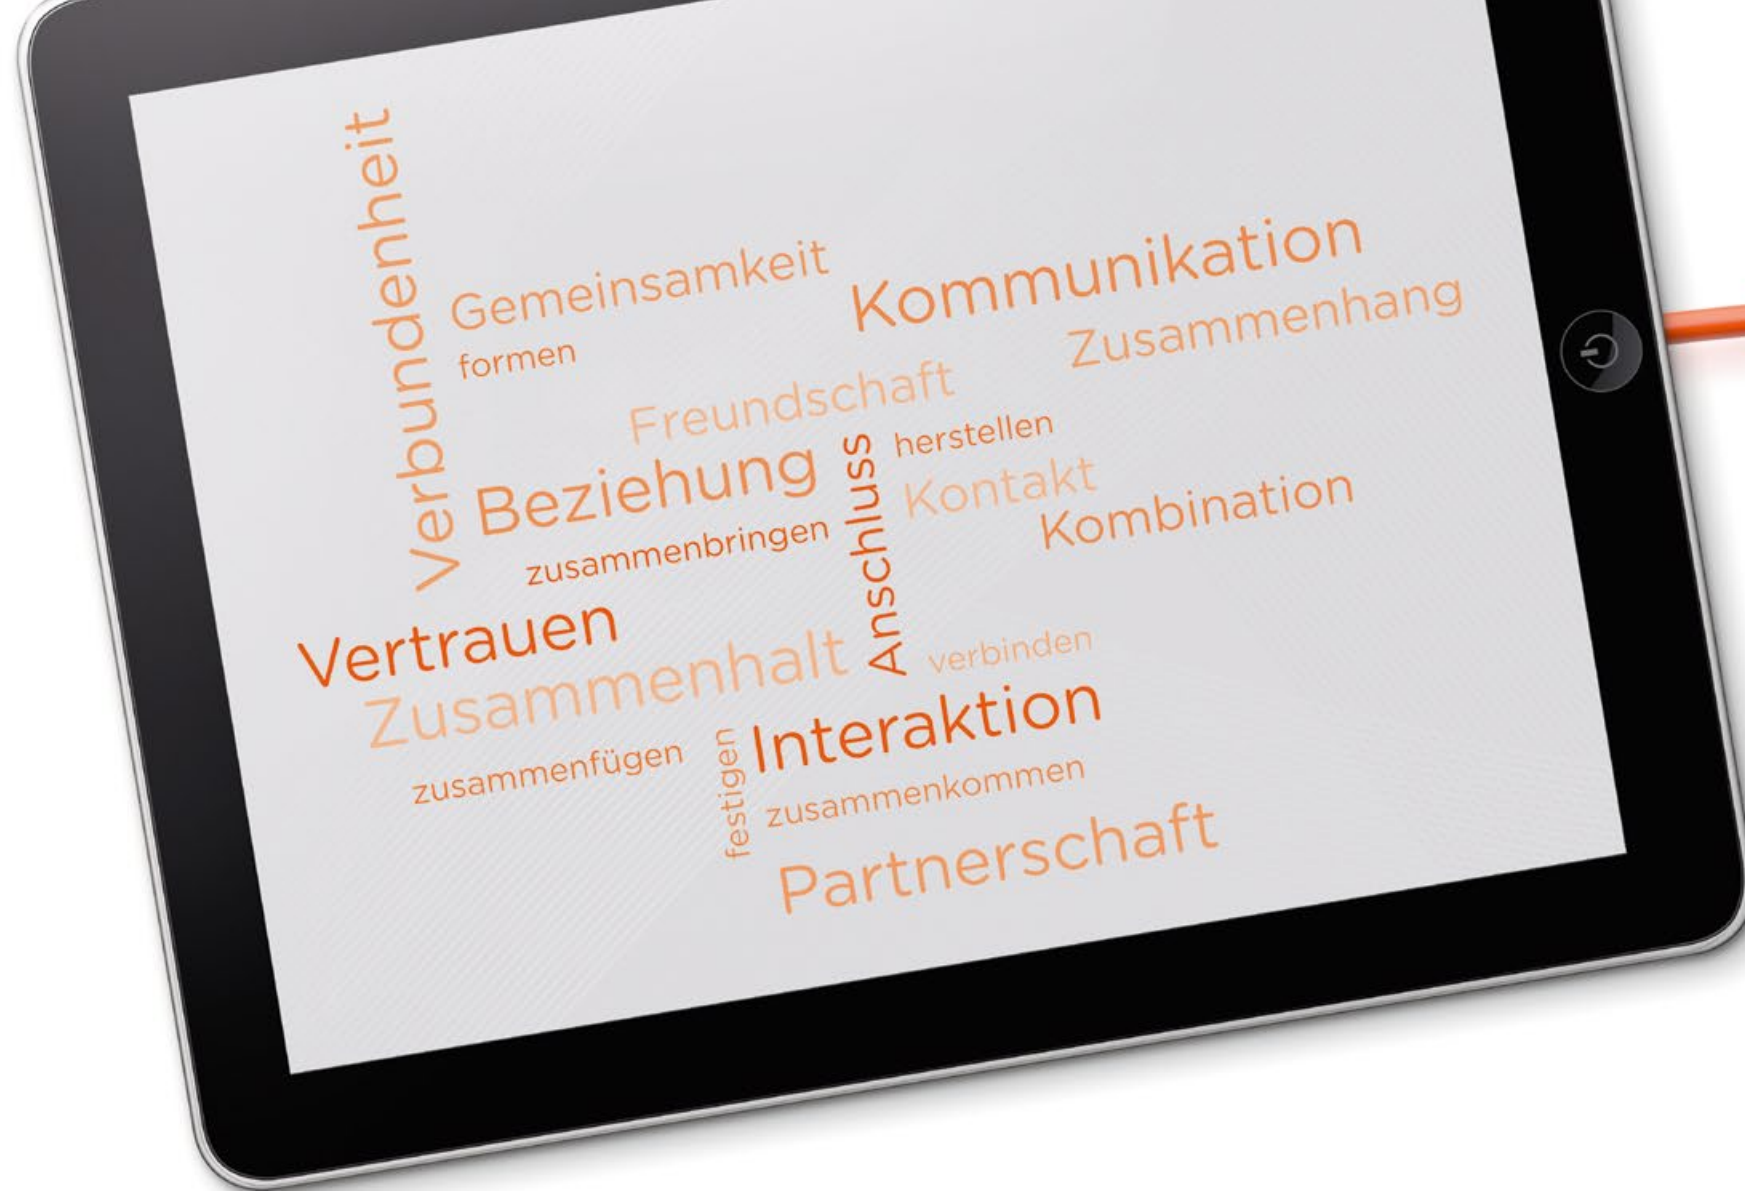 Verbundenheit
Gemeinsamkeit
Kommunikation
formen
Zusammenhang
Freundschaft
herstellen
Beziehung
Anschluss
Kontakt
Kombination
zusammenbringen
Vertrauen
Zusammenhalt
verbinden
Interaktion
zusammenfügen
festigen
zusammenkommen
Partnerschaft